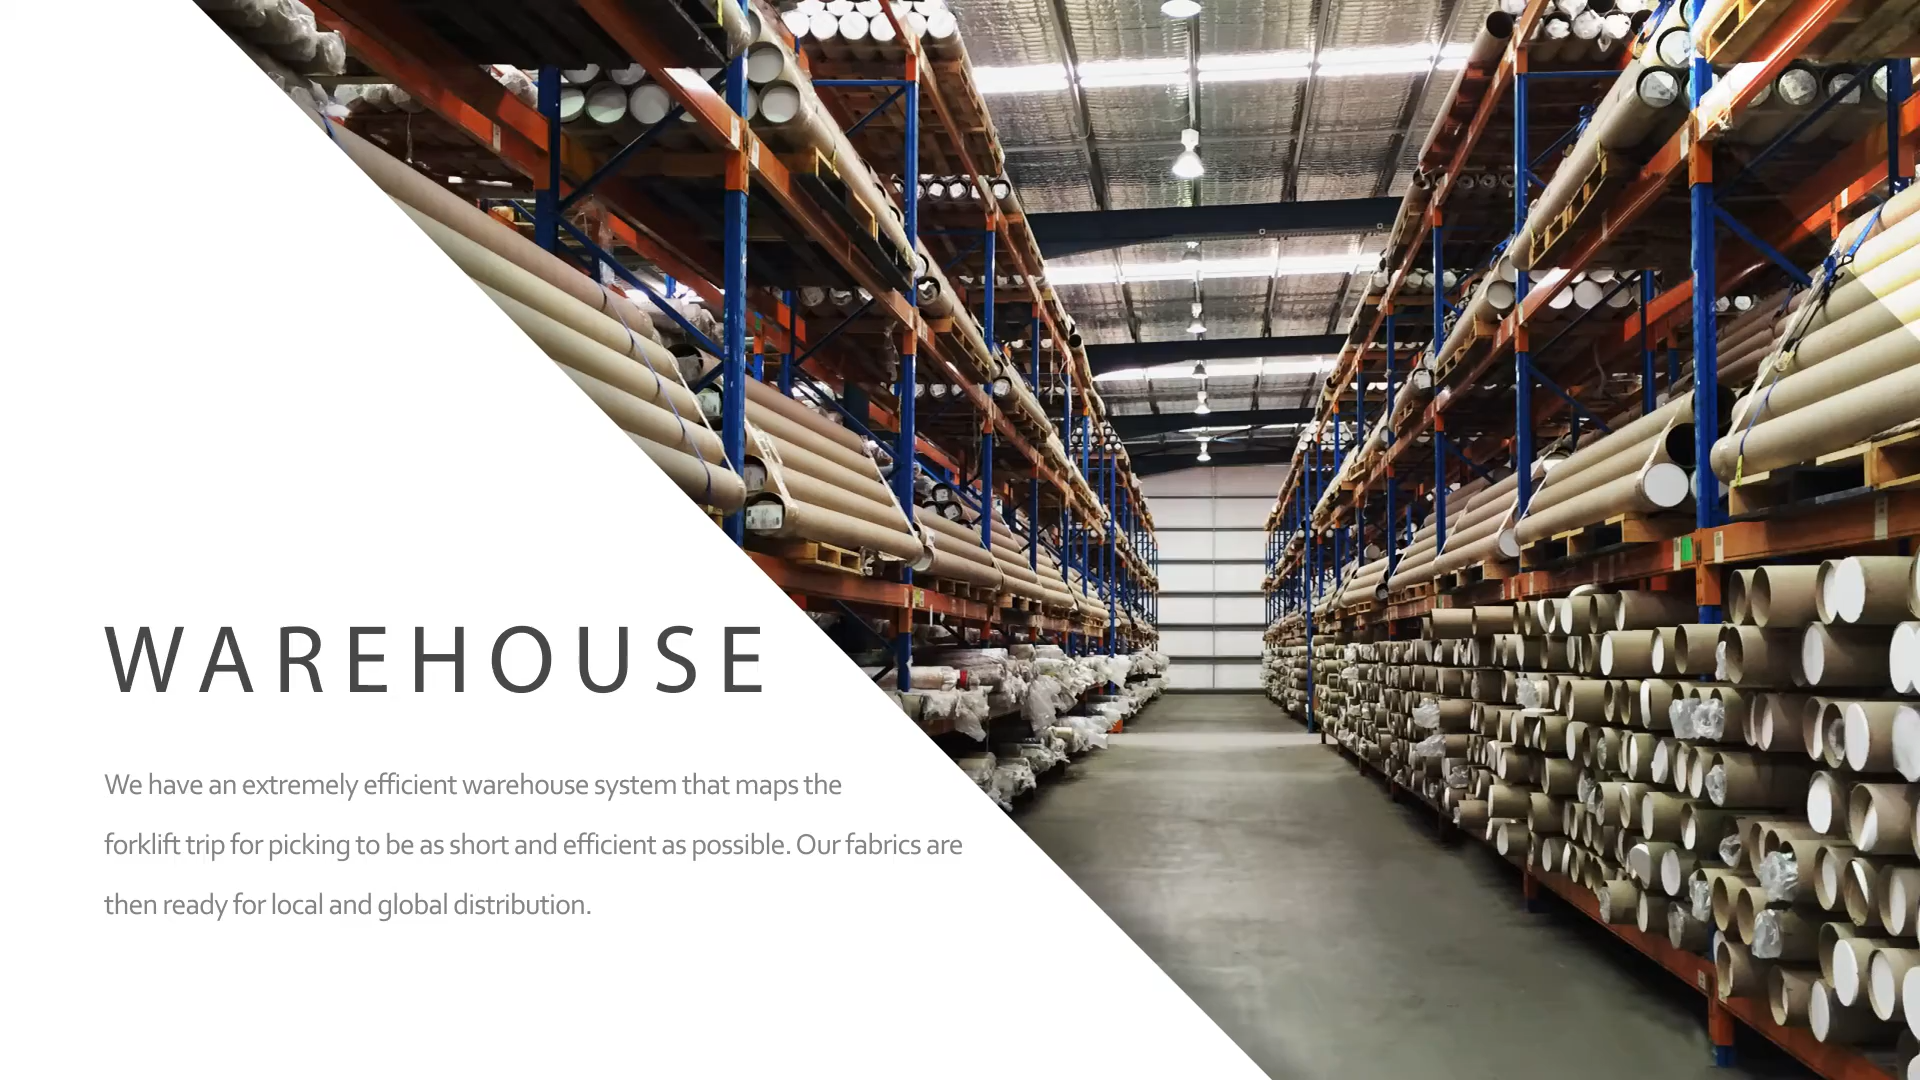 WAREHOUSE
We have an extremely efficient warehouse system that maps the
forklift trip for picking to be as short and efficient as possible. Our fabrics are
then ready for local and global distribution.